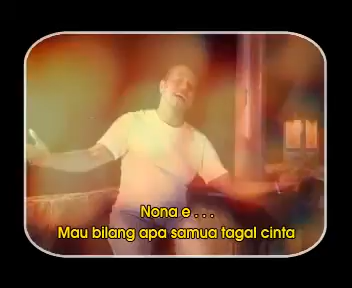 Nona e . . .
Mau bilang apa samua tagal cinta